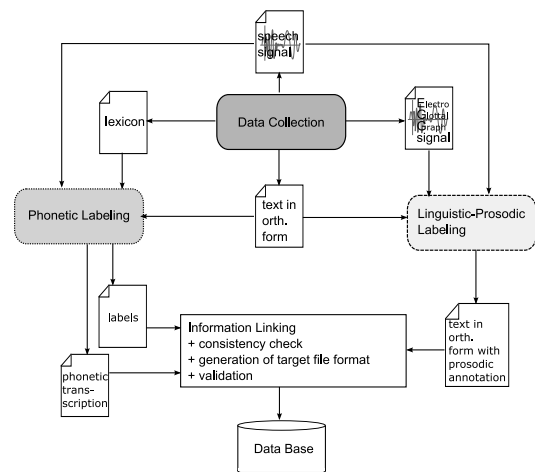 speech
signal
lexicon
Data Collection
Electro
Glottal
Graph
signal
Phonetic Labeling
text in
orth.
form
Linguistic-Prosodic
Labeling
labels
Information Linking
+ consistency check
+ generation of target file format
+ validation
text in
orth.
form with
prosodic
annotation
phonetic
trans-
scription
Data Base